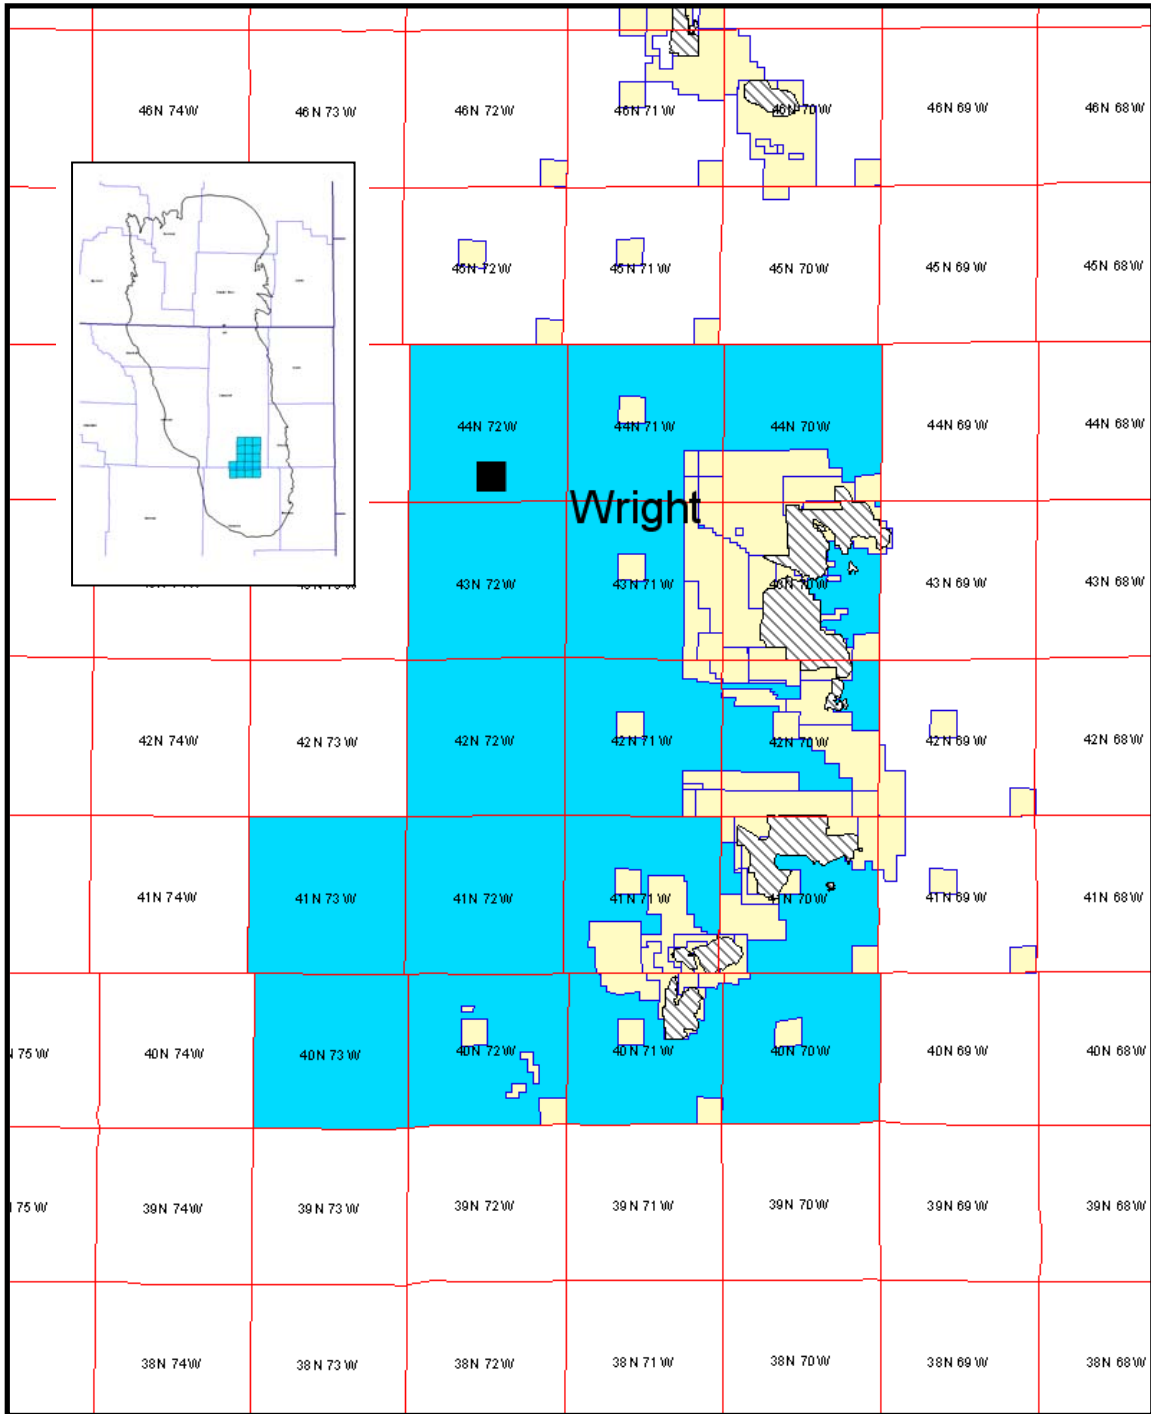 46N 74W 46N 73W 46N 72W 46N 71W 46N 70W 46N 69W 46N 68W
45N 72W 45N 71W 45N 70W 45N 69W 45N 68W
44N 72W 44N 71W 44N 70W 44N 69W 44N 68W
Wright
43N 72W 43N 71W 43N 70W 43N 69W 43N 68W
42N 74W 42N 73W 42N 72W 42N 71W 42N 70W 42N 69W 42N 68W
41N 74W 41N 73W 41N 72W 41N 71W N 70W 41N 69W 41N 68W
N 75W 40N 74W 40N 73W 40N 72W 40N 71W 40N 70W 40N 69W 40N 68W
75W 39N 74W 39N 73W 39N 72W 39N 71W 39N 70W 39N 69W 39N 68W
38N 74W 38N 73W 38N 72W 38N 71W 38N 70W 38N 69W 38N 68W